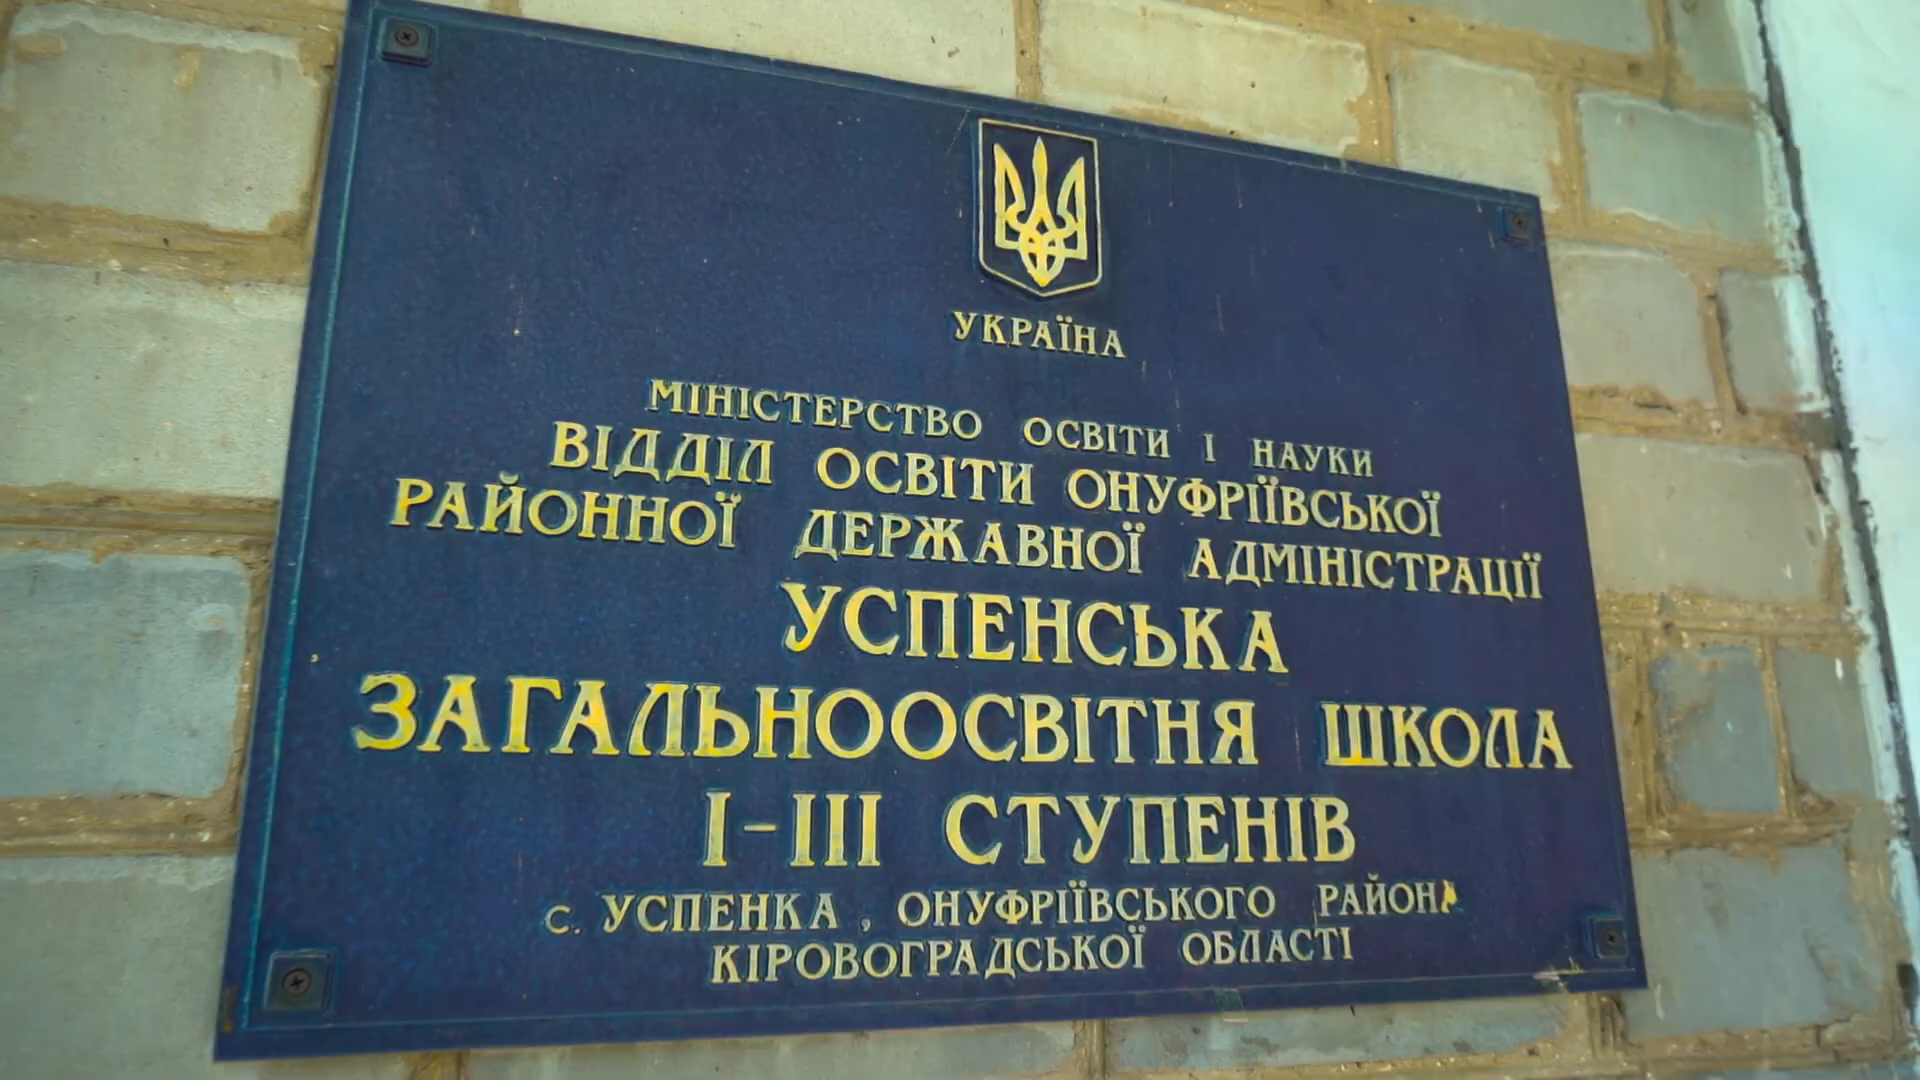 УКРАЇНА
МІНІСТЕРСТВО ОСВІТИ І НАУКИ
ВІДДІЛ ОСВІТИ ОНУФРІЇВСЬКОЇ
РАЙОННОЇ ДЕРЖАВНОЇ АДМІНІСТРАЦІЇ
УСПЕНСЬКА
ЗАГАЛЬНООСВІТНЯ ШКОЛА
І-ІІІ СТУПЕНІВ
с. УСПЕНКА, ОНУФРІЇВСЬКОГО РАЙОНА
КІРОВОГРАДСЬКОЇ ОБЛАСТІ